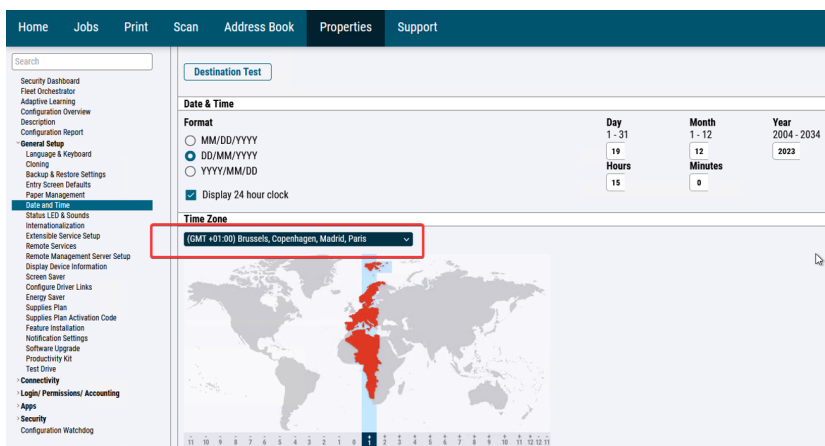 Home Jobs Print Scan Address Book Properties Support
Search
Security Dashboard
Fleet Orchestrator
Adaptive Learning
Configuration Overview
Description
Configuration Report
General Setup
Language & Keyboard
Cloning
Backup & Restore Settings
Entry Screen Defaults
Paper Management
Date and Time
Status LED & Sounds
Internationalization
Extensible Service Setup
Remote Services
Remote Management Server Setup
Display Device Information
Screen Saver
Configure Driver Links
Energy Saver
Supplies Plan
Supplies Plan Activation Code
Feature Installation
Notification Settings
Software Upgrade
Productivity Kit
Test Drive
Connectivity
Login/ Permissions/ Accounting
Apps
Security
Configuration Watchdog
Destination Test
Date & Time
Format
MM/DD/YYYY
DD/MM/YYYY
YYYY/MM/DD
Display 24 hour clock
Day Month Year
1 - 31 1 - 12 2004 - 2034
19 12 2023
Hours Minutes
15 0
Time Zone
(GMT +01:00) Brussels, Copenhagen, Madrid, Paris
- - - - - - - - - - - + + + + + + + + + + + + +
11 10 9 8 7 6 5 4 3 2 1 0 1 2 3 4 5 6 7 8 9 10 11 12 12 11